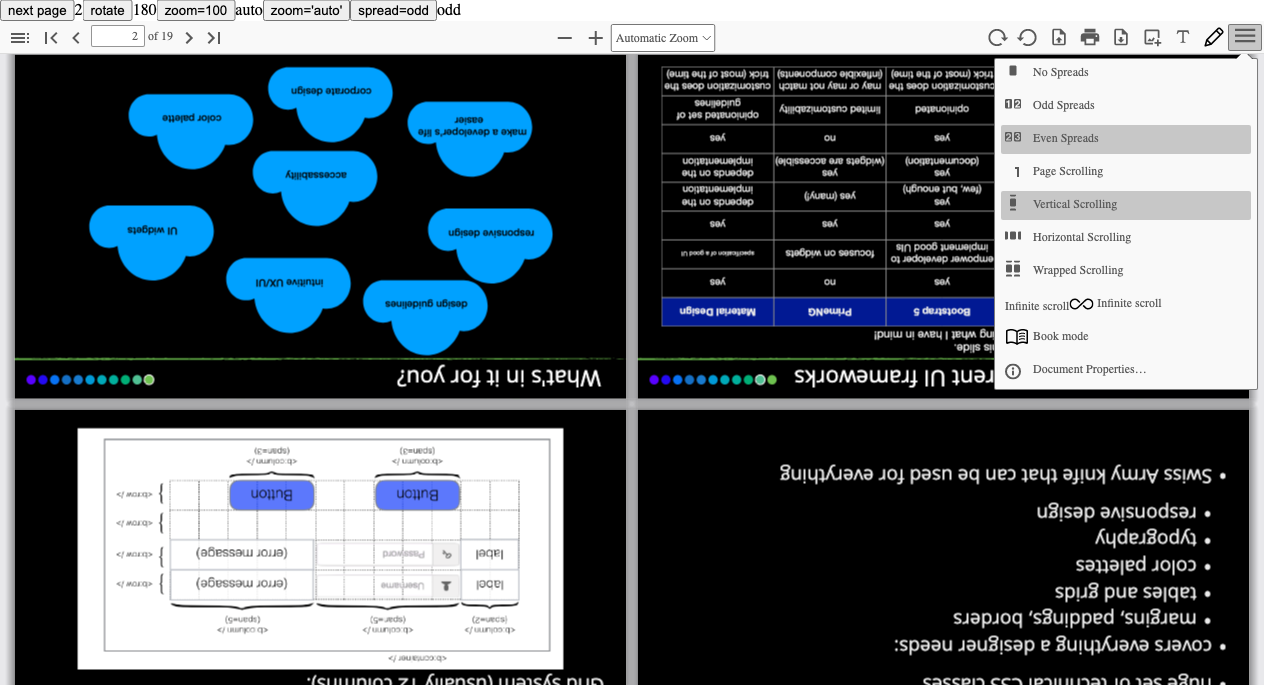 next page 2 rotate 180 zoom=100 auto zoom='auto' spread=odd odd
2 of 19 Automatic Zoom T
No Spreads
Odd Spreads
Even Spreads
Page Scrolling
Vertical Scrolling
Horizontal Scrolling
Wrapped Scrolling
Infinite scroll Infinite scroll
Book mode
Document Properties…
What's in it for you?
design guidelines
intuitive UX/UI
responsive design
UI widgets
accessability
make a developer's life
easier
color palette
corporate design
rent UI frameworks
is slide.
ing what I have in mind)
Bootstrap 5 PrimeNG Material Design
yes no yes
empower developer to
implement good UIs
focuses on widgets
specification of a good UI
yes yes yes
yes
(few, but enough)
yes (many)
depends on the
implementation
yes
(documentation)
yes
(widgets are accessible)
depends on the
implementation
yes no yes
opinionated
limited customizability
opinionated set of
guidelines
customization does the
trick (most of the time)
may or may not match
(inflexible components)
customization does the
trick (most of the time)
Grid system (usually 12 columns):
<b:container />
<b:column />
(span=2)
<b:column />
(span=5)
<b:column />
(span=5)
label Username (error message) <b:row />
label Password (error message) <b:row />
<b:row />
Button Button <b:row />
<b:column />
(span=3)
<b:column />
(span=3)
• huge set of technical CSS classes
• covers everything a designer needs:
• margins, paddings, borders
• tables and grids
• color palettes
• typography
• responsive design
• Swiss Army knife that can be used for everything